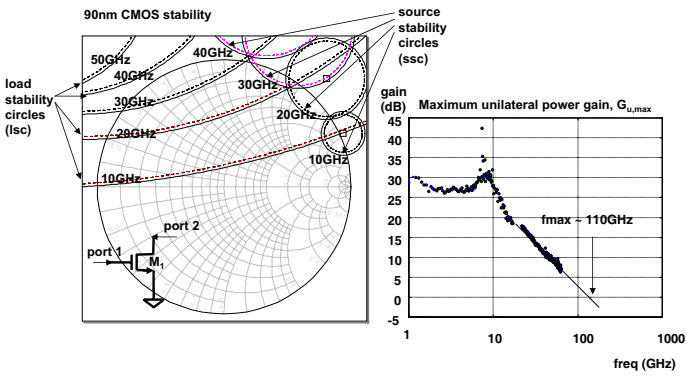 90nm CMOS stability
source
stability
circles
(ssc)
50GHz
40GHz
40GHz
30GHz
30GHz
20GHz
20GHz
10GHz
10GHz
load
stability
circles
(lsc)
port 2
port 1
M1
gain
(dB)
Maximum unilateral power gain, Gu,max
45
40
35
30
25
20
15
10
5
0
-5
fmax ~ 110GHz
1
10
100
1000
freq (GHz)